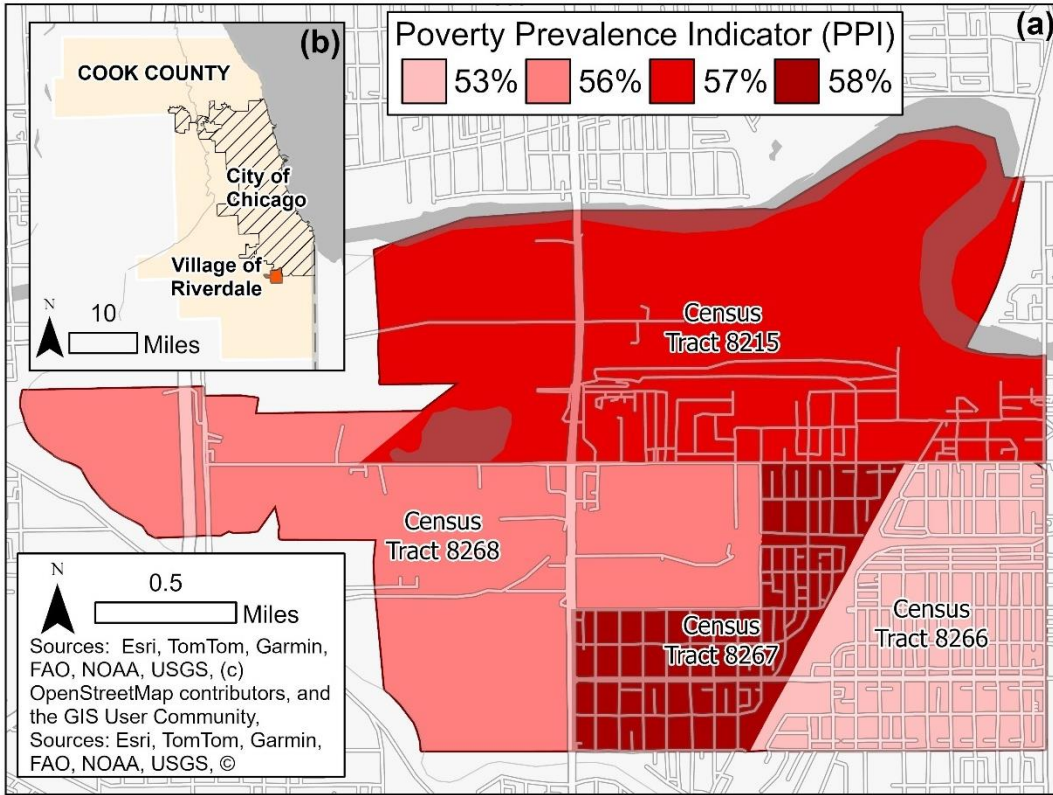 (b)
COOK COUNTY
City of
Chicago
Village of
Riverdale
N
10
Miles
Poverty Prevalence Indicator (PPI)
53% 56% 57% 58%
(a)
Census
Tract 8215
Census
Tract 8268
Census
Tract 8267
Census
Tract 8266
N
0.5
Miles
Sources: Esri, TomTom, Garmin,
FAO, NOAA, USGS, (c)
OpenStreetMap contributors, and
the GIS User Community,
Sources: Esri, TomTom, Garmin,
FAO, NOAA, USGS, ©